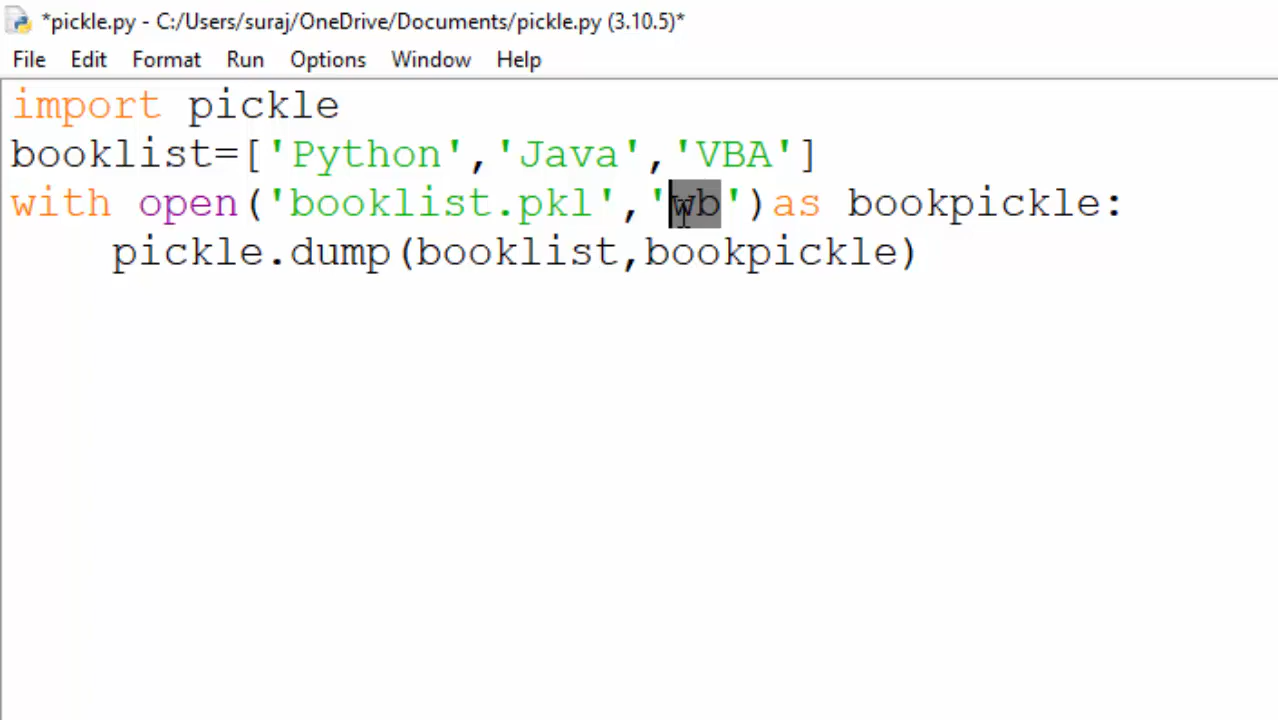 *pickle.py - C:/Users/suraj/OneDrive/Documents/pickle.py (3.10.5)*
File Edit Format Run Options Window Help
import pickle
booklist=['Python','Java','VBA']
with open('booklist.pkl','wb')as bookpickle:
    pickle.dump(booklist,bookpickle)